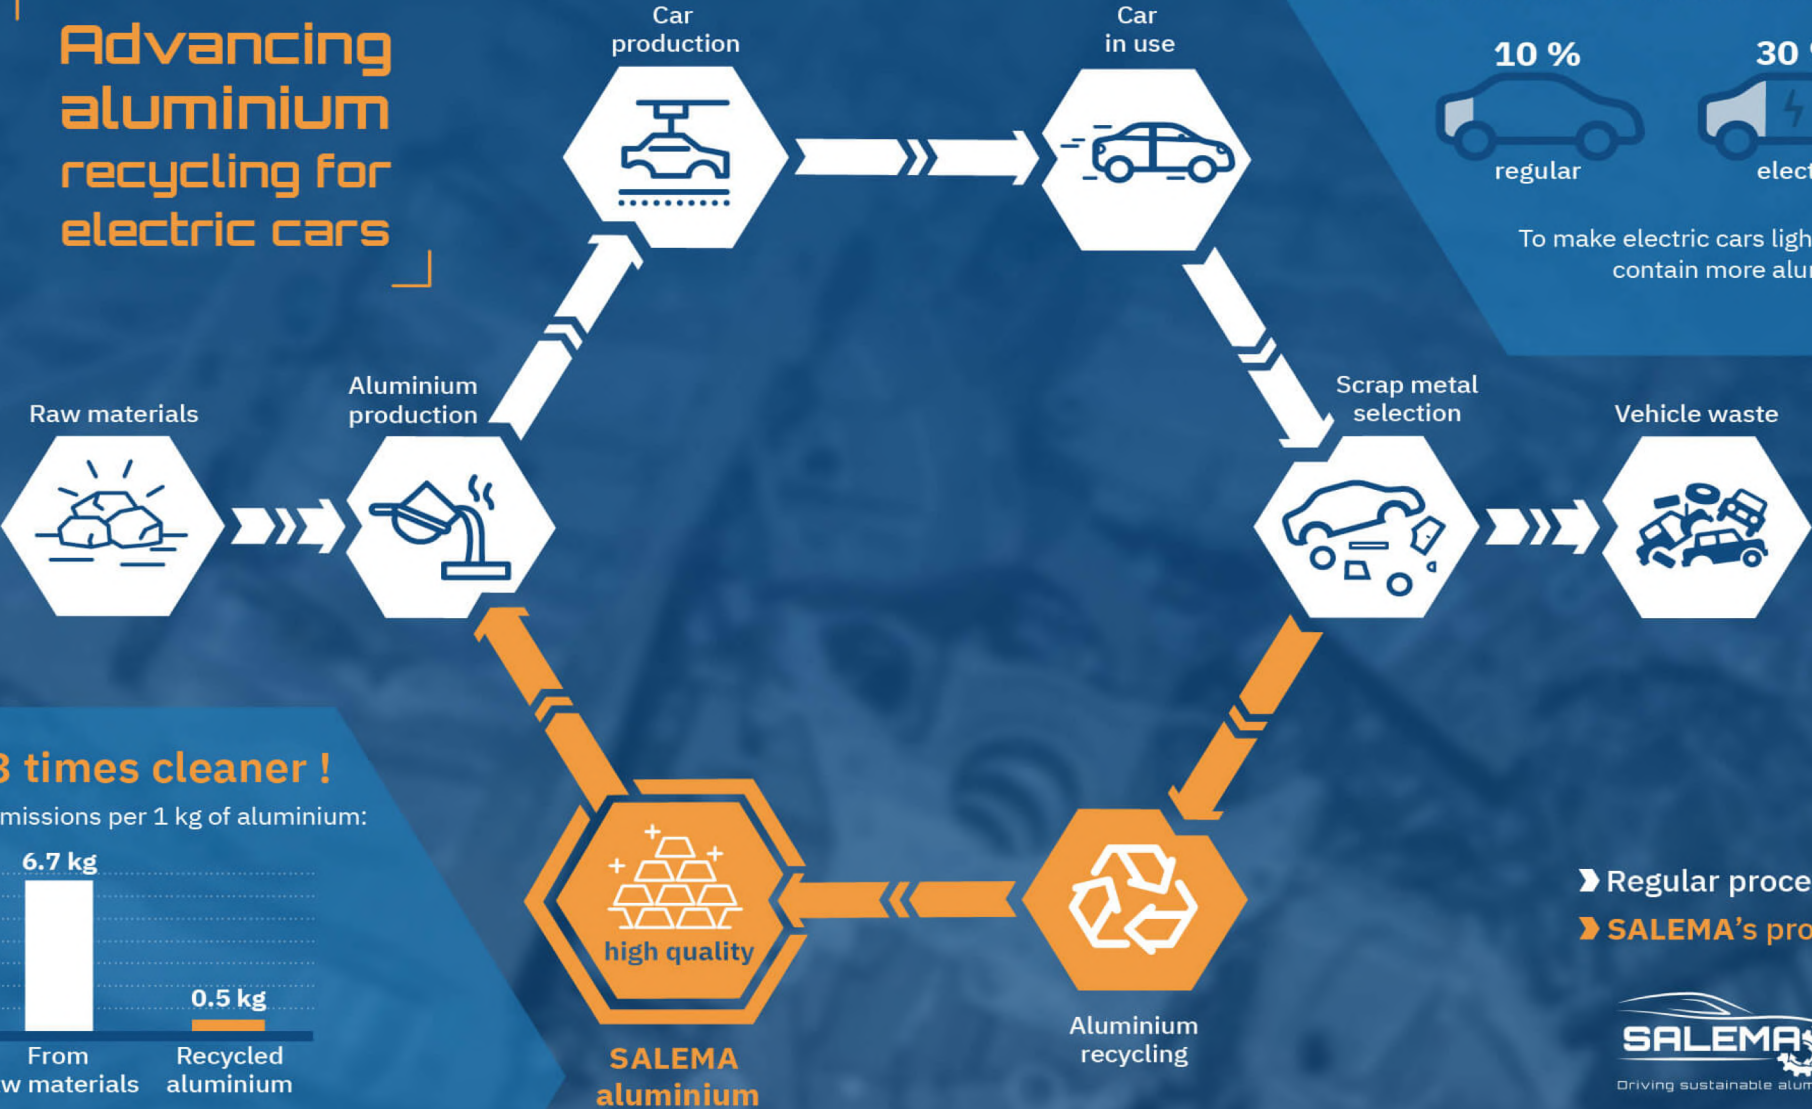 Advancing
aluminium
recycling for
electric cars
Car
production
Car
in use
10 %
30
regular
elect
To make electric cars ligh
contain more alu
Raw materials
Aluminium
production
Scrap metal
selection
Vehicle waste
3 times cleaner !
missions per 1 kg of aluminium:
6.7 kg
0.5 kg
From
w materials
Recycled
aluminium
high quality
SALEMA
aluminium
Aluminium
recycling
Regular proce
SALEMA's pro
SALEMA
Driving sustainable alum